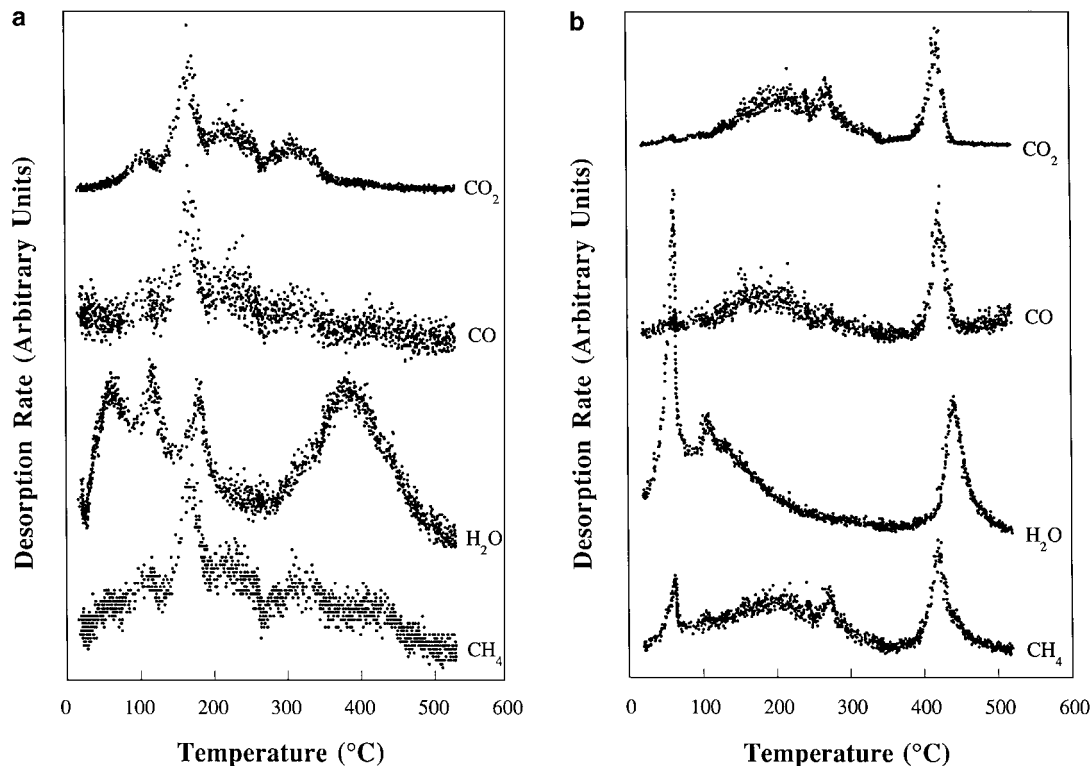 a
Desorption Rate (Arbitrary Units)
CO₂
CO
H₂O
CH₄
0 100 200 300 400 500 600
Temperature (°C)
b
Desorption Rate (Arbitrary Units)
CO₂
CO
H₂O
CH₄
0 100 200 300 400 500 600
Temperature (°C)